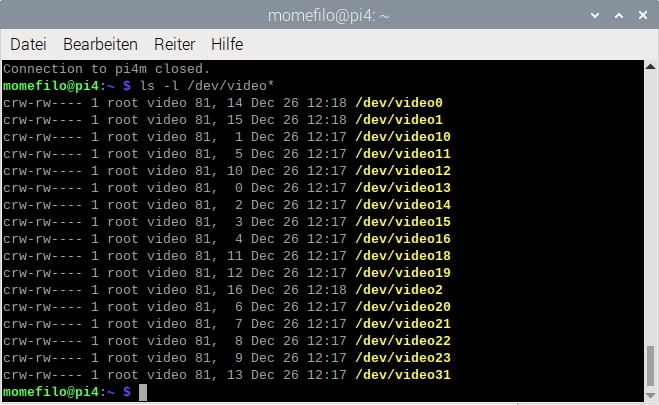 momefilo@pi4: ~
Datei Bearbeiten Reiter Hilfe
Connection to pi4m closed.
momefilo@pi4:~ $ ls -l /dev/video*
crw-rw---- 1 root video 81, 14 Dec 26 12:18 /dev/video0
crw-rw---- 1 root video 81, 15 Dec 26 12:18 /dev/video1
crw-rw---- 1 root video 81,  1 Dec 26 12:17 /dev/video10
crw-rw---- 1 root video 81,  5 Dec 26 12:17 /dev/video11
crw-rw---- 1 root video 81, 10 Dec 26 12:17 /dev/video12
crw-rw---- 1 root video 81,  0 Dec 26 12:17 /dev/video13
crw-rw---- 1 root video 81,  2 Dec 26 12:17 /dev/video14
crw-rw---- 1 root video 81,  3 Dec 26 12:17 /dev/video15
crw-rw---- 1 root video 81,  4 Dec 26 12:17 /dev/video16
crw-rw---- 1 root video 81, 11 Dec 26 12:17 /dev/video18
crw-rw---- 1 root video 81, 12 Dec 26 12:17 /dev/video19
crw-rw---- 1 root video 81, 16 Dec 26 12:18 /dev/video2
crw-rw---- 1 root video 81,  6 Dec 26 12:17 /dev/video20
crw-rw---- 1 root video 81,  7 Dec 26 12:17 /dev/video21
crw-rw---- 1 root video 81,  8 Dec 26 12:17 /dev/video22
crw-rw---- 1 root video 81,  9 Dec 26 12:17 /dev/video23
crw-rw---- 1 root video 81, 13 Dec 26 12:17 /dev/video31
momefilo@pi4:~ $